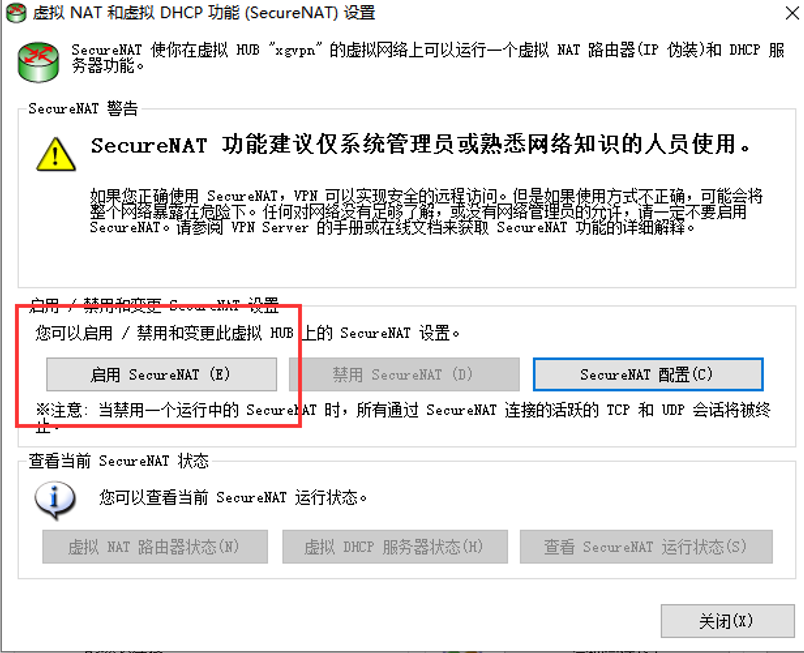 虚拟 NAT 和虚拟 DHCP 功能 (SecureNAT) 设置
SecureNAT 使你在虚拟 HUB "xgvpn" 的虚拟网络上可以运行一个虚拟 NAT 路由器(IP 伪装)和 DHCP 服
务器功能。
SecureNAT 警告
SecureNAT 功能建议仅系统管理员或熟悉网络知识的人员使用。
如果您正确使用 SecureNAT，VPN 可以实现安全的远程访问。但是如果使用方式不正确，可能会将
整个网络暴露在危险下。任何对网络没有足够了解，或没有网络管理员的允许，请一定不要启用
SecureNAT。请参阅 VPN Server 的手册或在线文档来获取 SecureNAT 功能的详细解释。
启用 / 禁用和变更 SecureNAT 设置
您可以启用 / 禁用和变更此虚拟 HUB 上的 SecureNAT 设置。
启用 SecureNAT (E)
禁用 SecureNAT (D)
SecureNAT 配置(C)
※注意: 当禁用一个运行中的 SecureNAT 时，所有通过 SecureNAT 连接的活跃的 TCP 和 UDP 会话将被终
止。
查看当前 SecureNAT 状态
您可以查看当前 SecureNAT 运行状态。
虚拟 NAT 路由器状态(N)
虚拟 DHCP 服务器状态(H)
查看 SecureNAT 运行状态(S)
关闭(X)